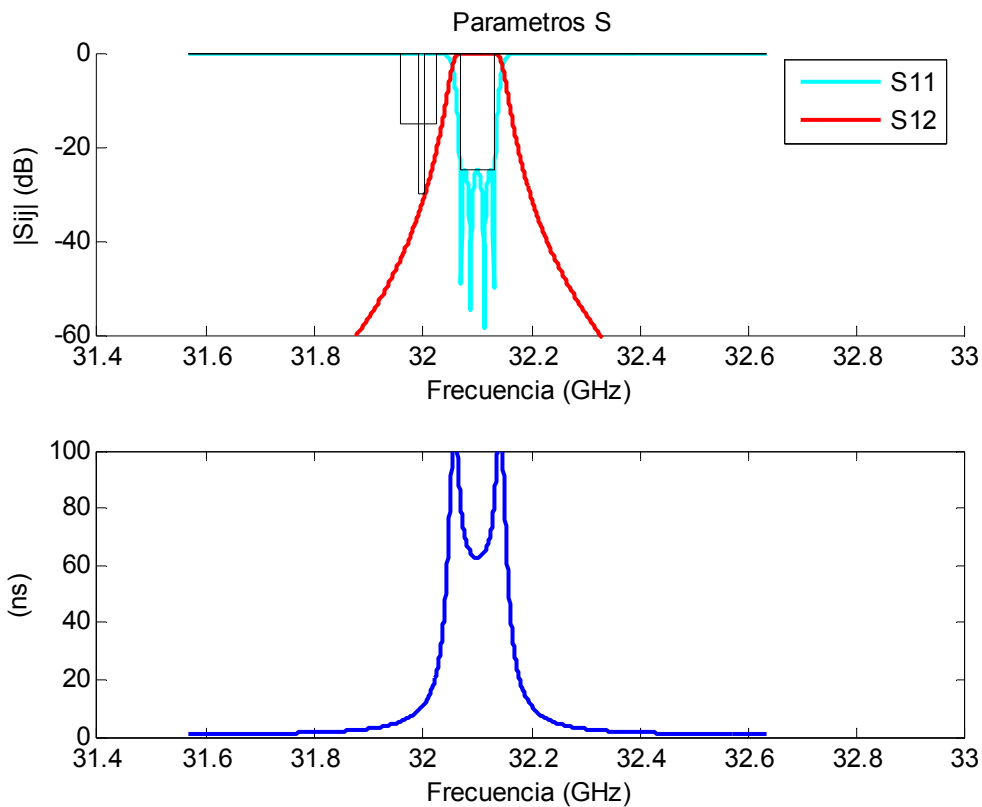 Parametros S
|Sij| (dB)
0
-20
-40
-60
S11
S12
31.4 31.6 31.8 32 32.2 32.4 32.6 32.8 33
Frecuencia (GHz)
(ns)
100
80
60
40
20
0
31.4 31.6 31.8 32 32.2 32.4 32.6 32.8 33
Frecuencia (GHz)